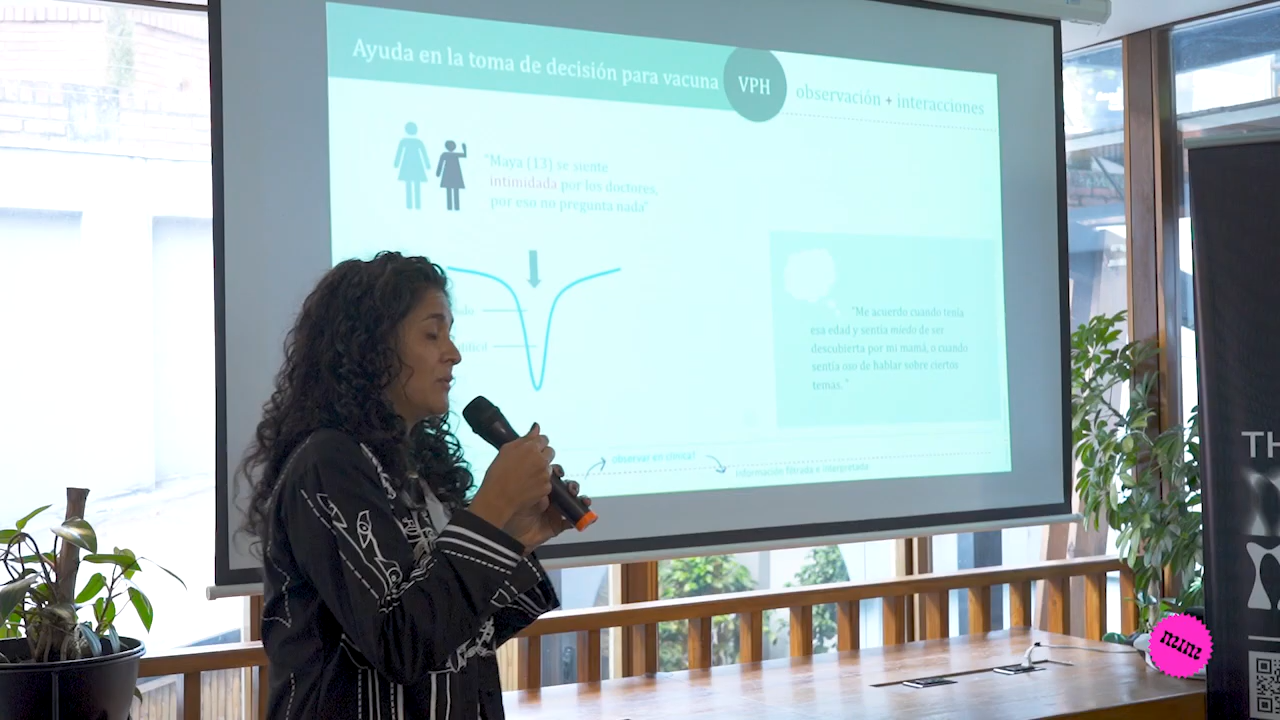 Ayuda en la toma de decisión para vacuna
VPH
observación + interacciones
"Maya (13) se siente
intimidada por los doctores,
por eso no pregunta nada"
"Me acuerdo cuando tenía
esa edad y sentía miedo de ser
descubierta por mi mamá, o cuando
sentía oso de hablar sobre ciertos
temas. "
observar en clínica?
información filtrada e interpretada
TH